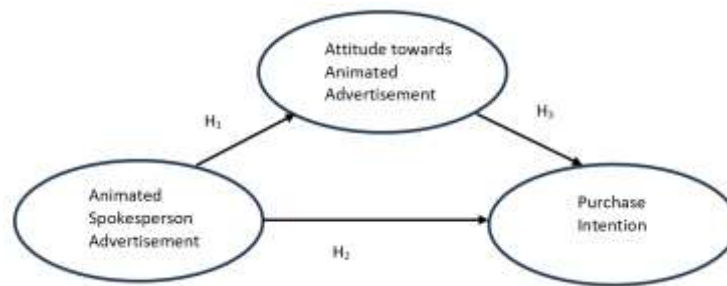 Attitude towards
Animated
Advertisement
H₁
H₃
Animated
Spokesperson
Advertisement
Purchase
Intention
H₂